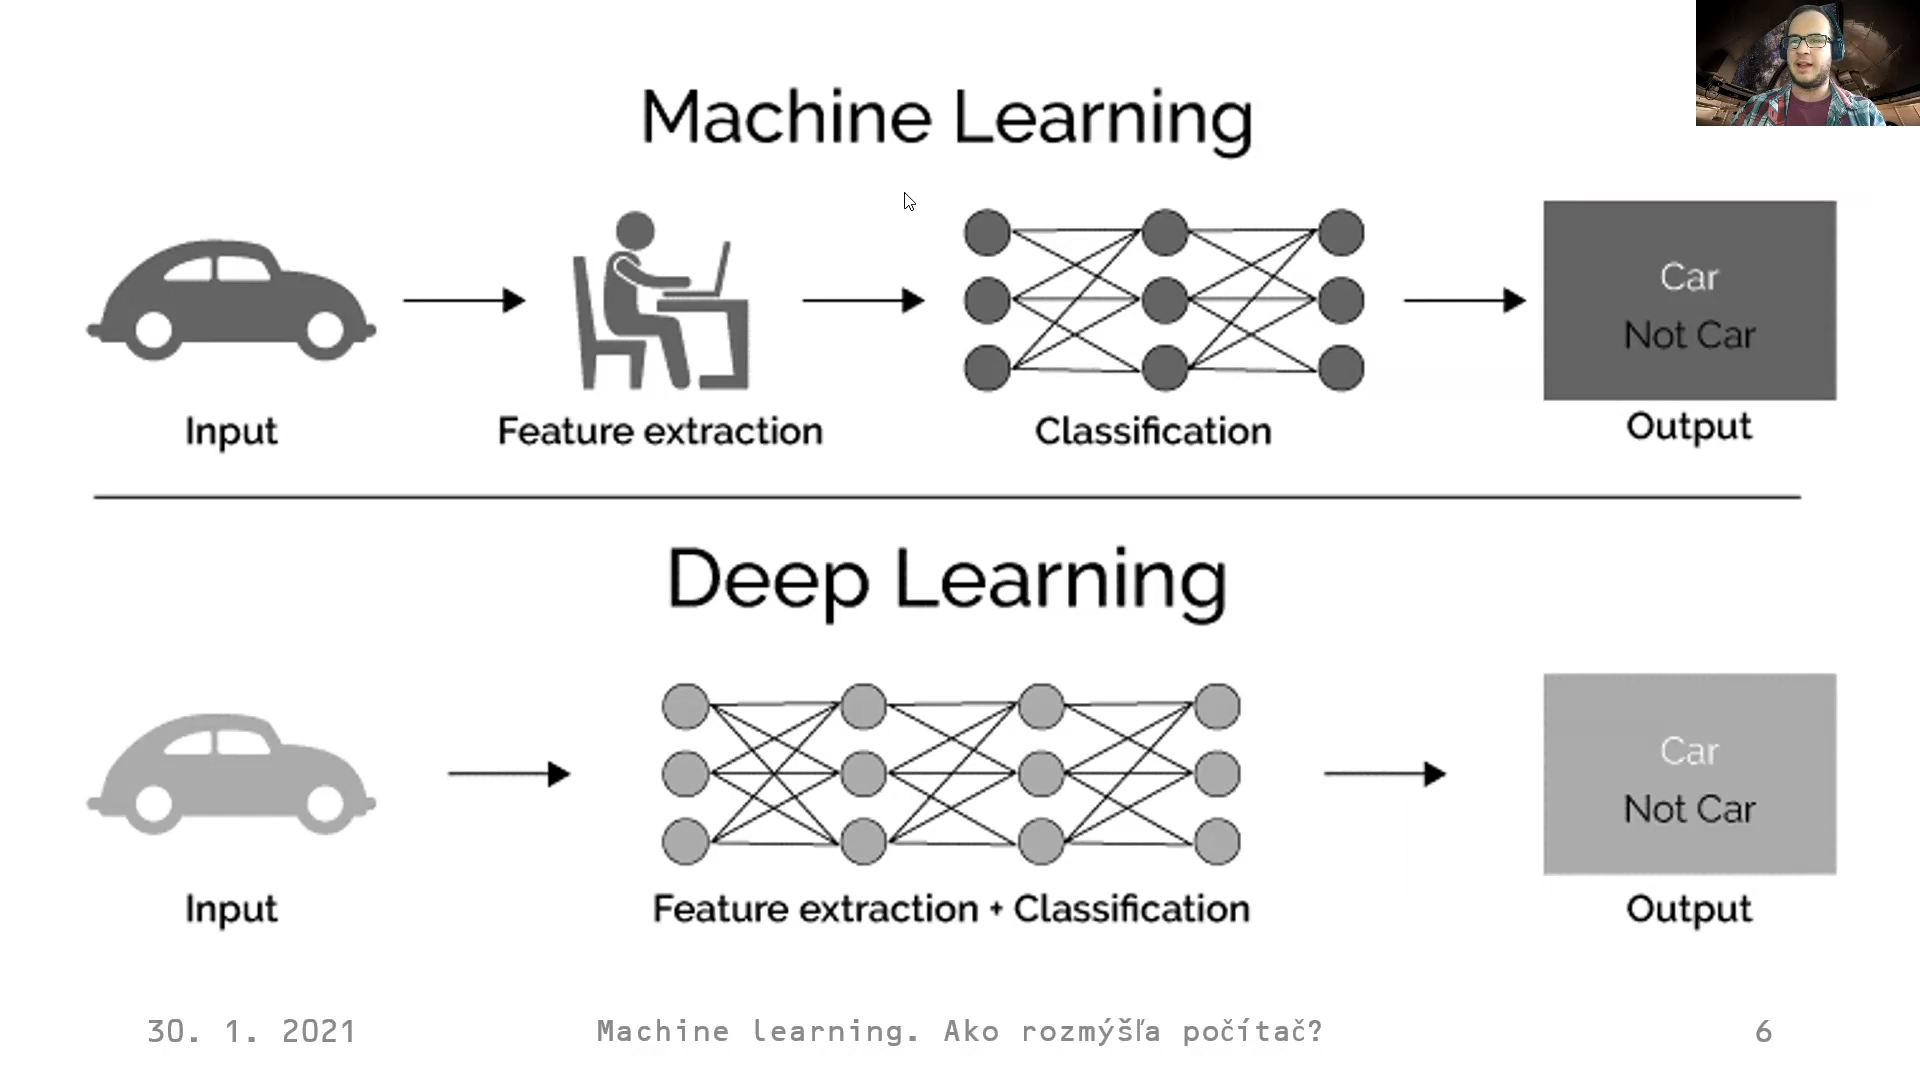 Machine Learning
Car
Not Car
Input
Feature extraction
Classification
Output
Deep Learning
Car
Not Car
Input
Feature extraction + Classification
Output
30. 1. 2021
Machine learning. Ako rozmýšľa počítač?
6